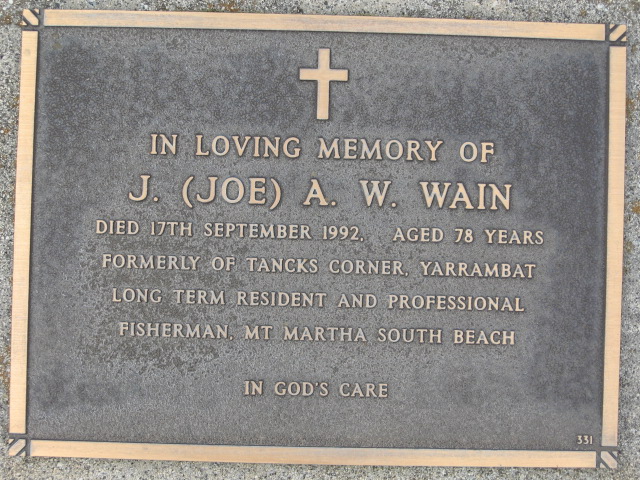 IN LOVING MEMORY OF
J. (JOE) A. W. WAIN
DIED 17TH SEPTEMBER 1992, AGED 78 YEARS
FORMERLY OF TANCKS CORNER, YARRAMBAT
LONG TERM RESIDENT AND PROFESSIONAL
FISHERMAN, MT MARTHA SOUTH BEACH
IN GOD'S CARE
331